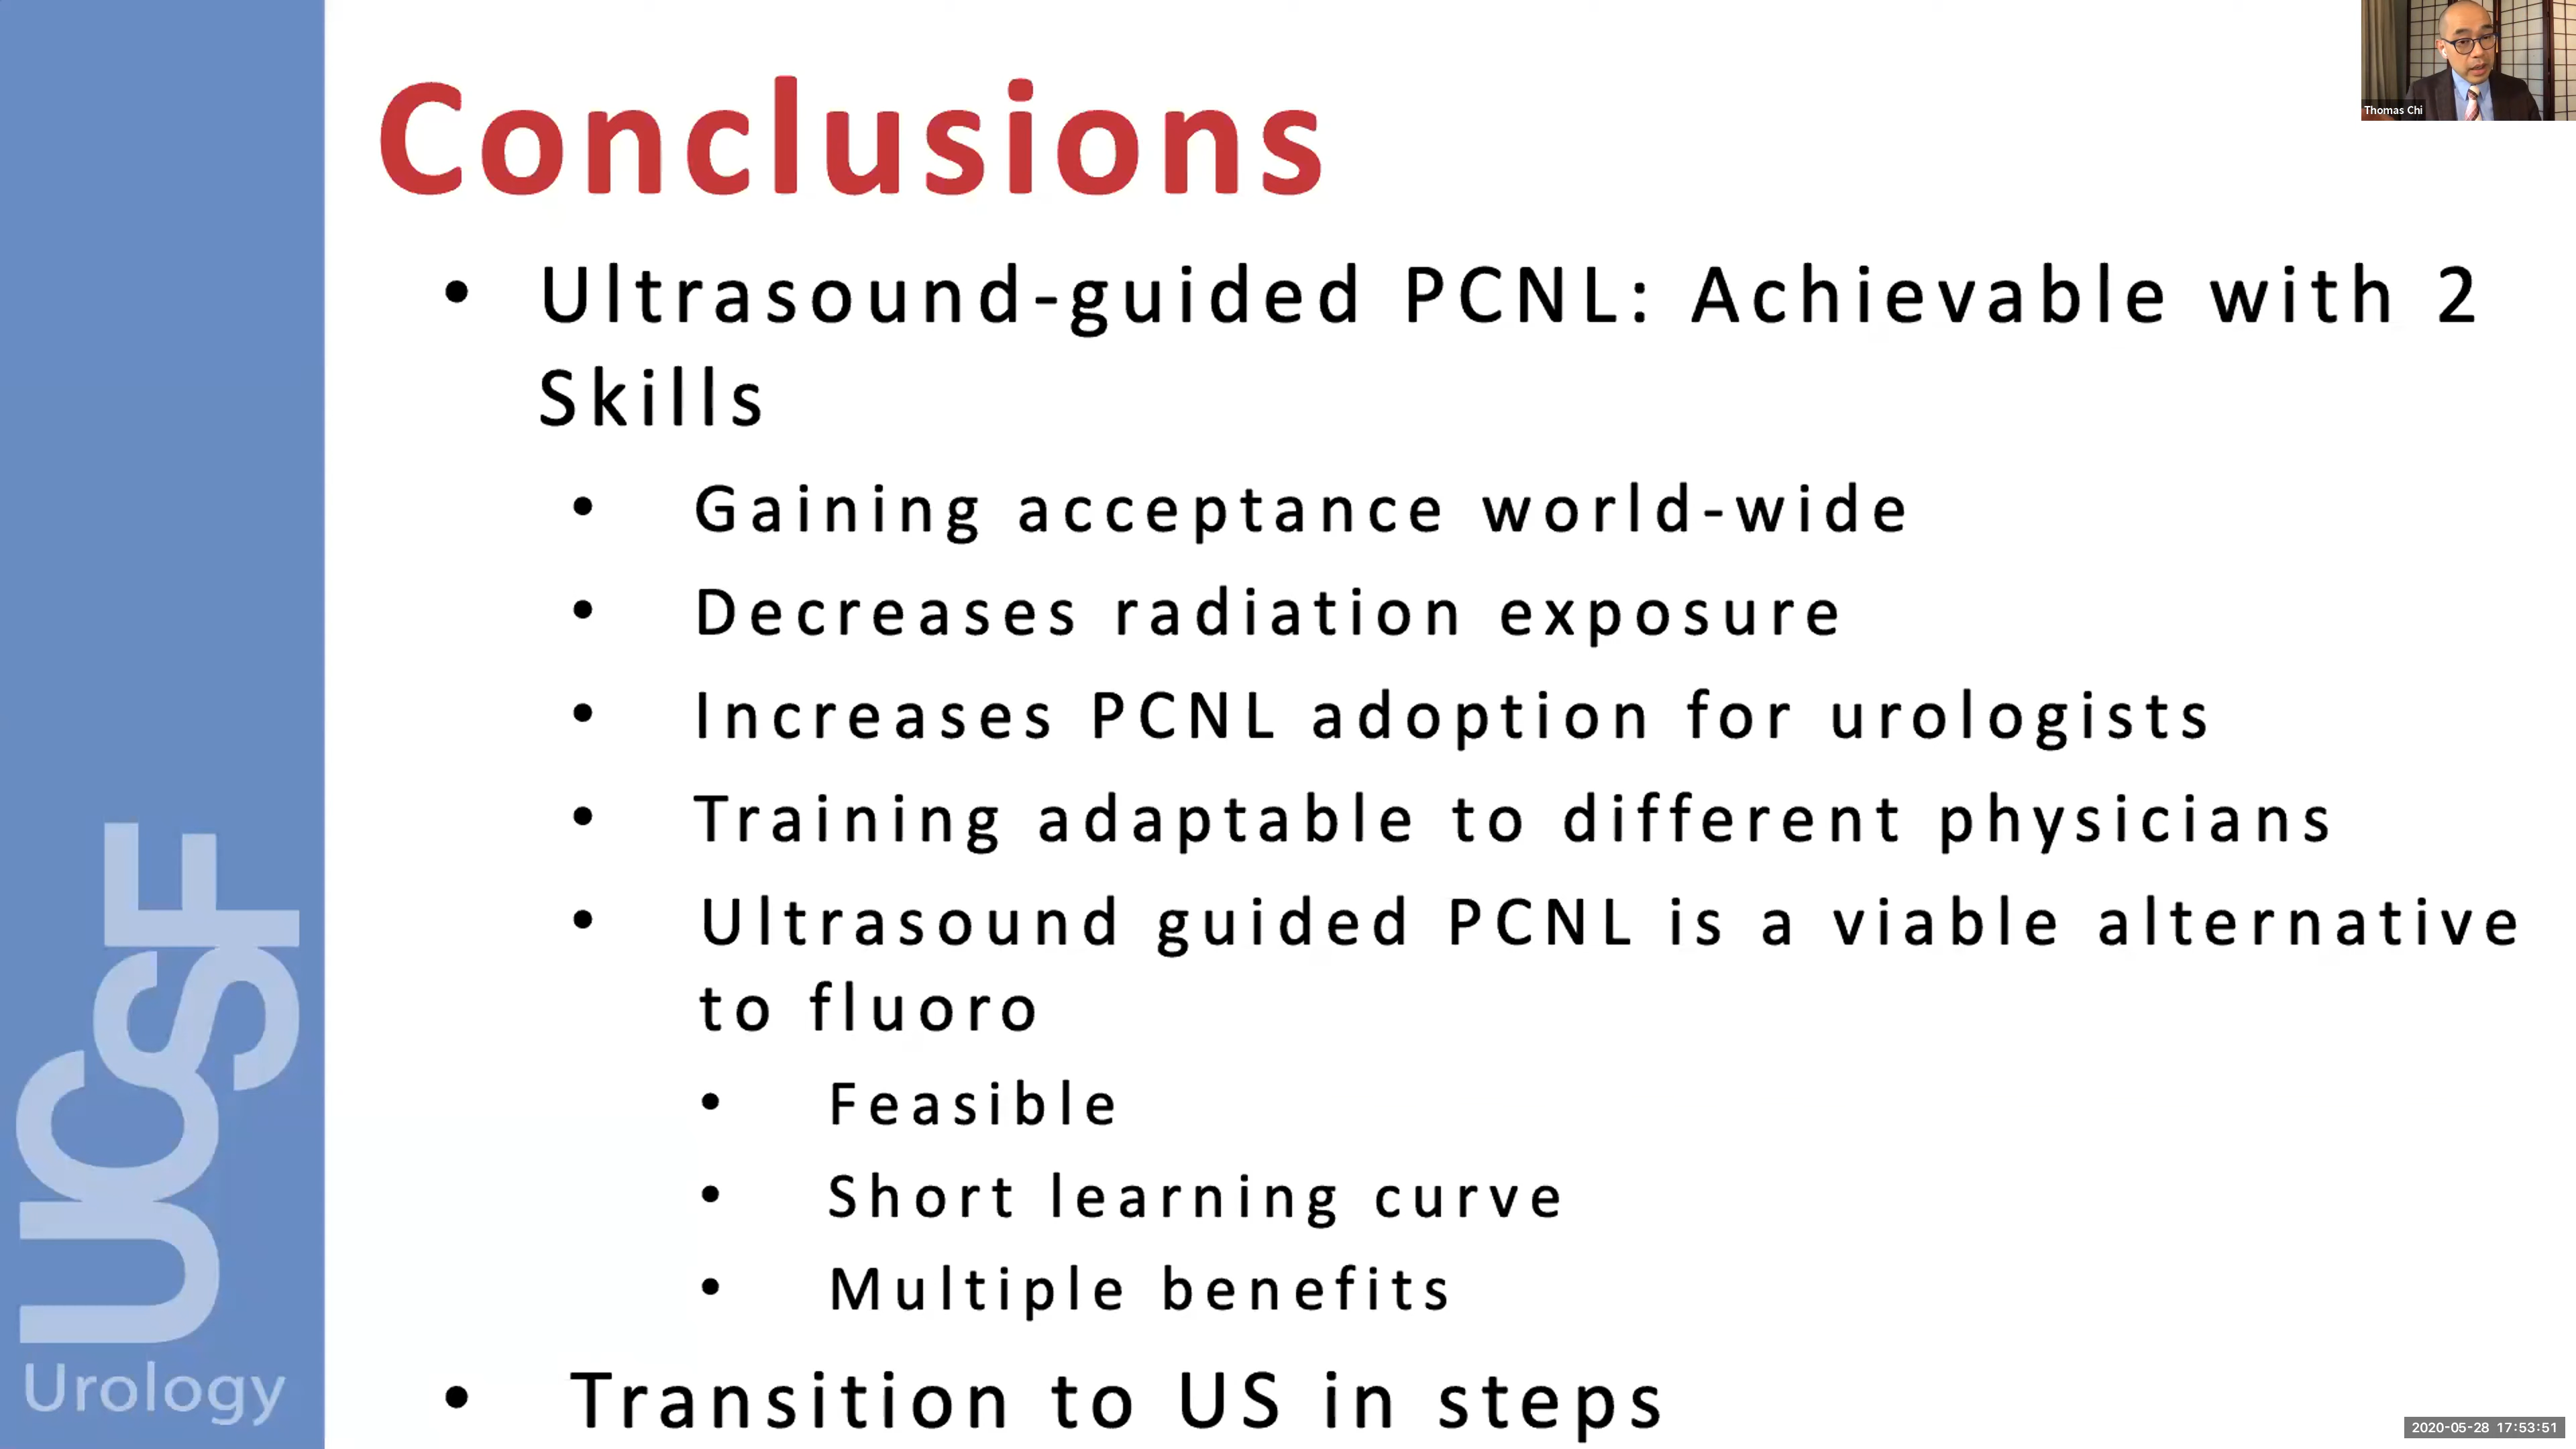 Conclusions
Thomas Chi
• Ultrasound-guided PCNL: Achievable with 2
Skills
• Gaining acceptance world-wide
• Decreases radiation exposure
• Increases PCNL adoption for urologists
• Training adaptable to different physicians
• Ultrasound guided PCNL is a viable alternative
to fluoro
• Feasible
• Short learning curve
• Multiple benefits
• Transition to US in steps
UCSF
Urology
2020-05-28 17:53:51